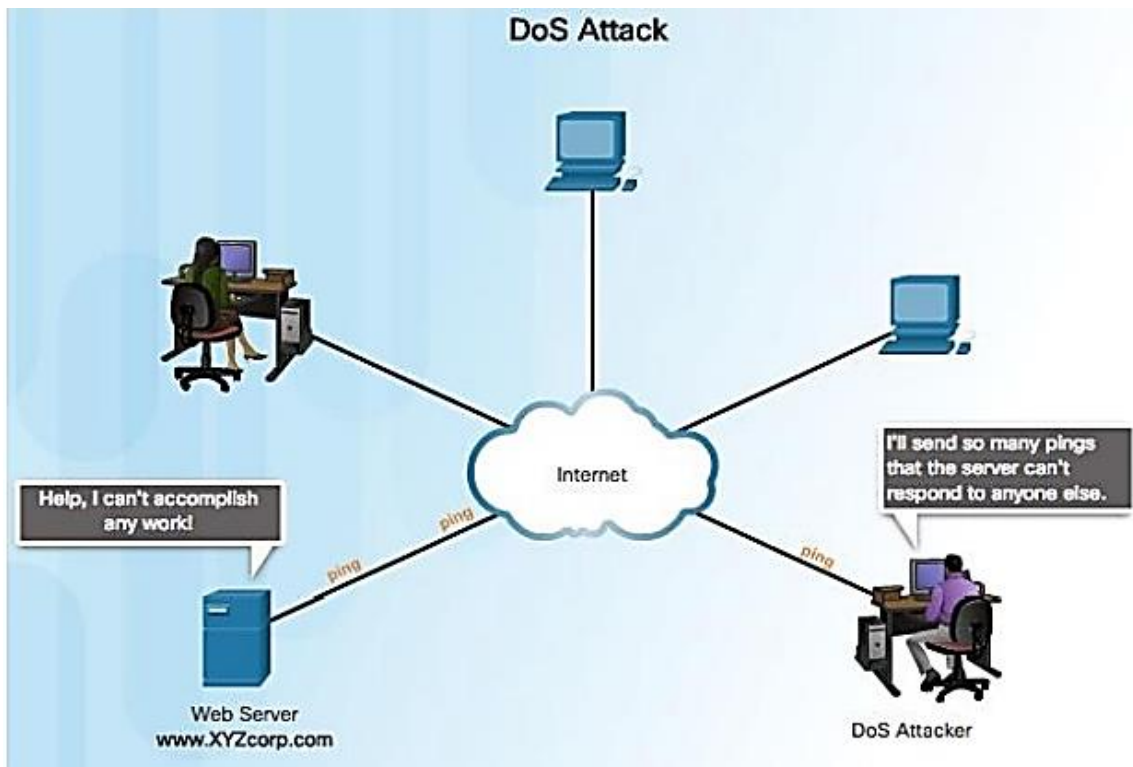 DoS Attack
Internet
I'll send so many pings
that the server can't
respond to anyone else.
Help, I can't accomplish
any work!
ping
ping
ping
Web Server
www.XYZcorp.com
DoS Attacker